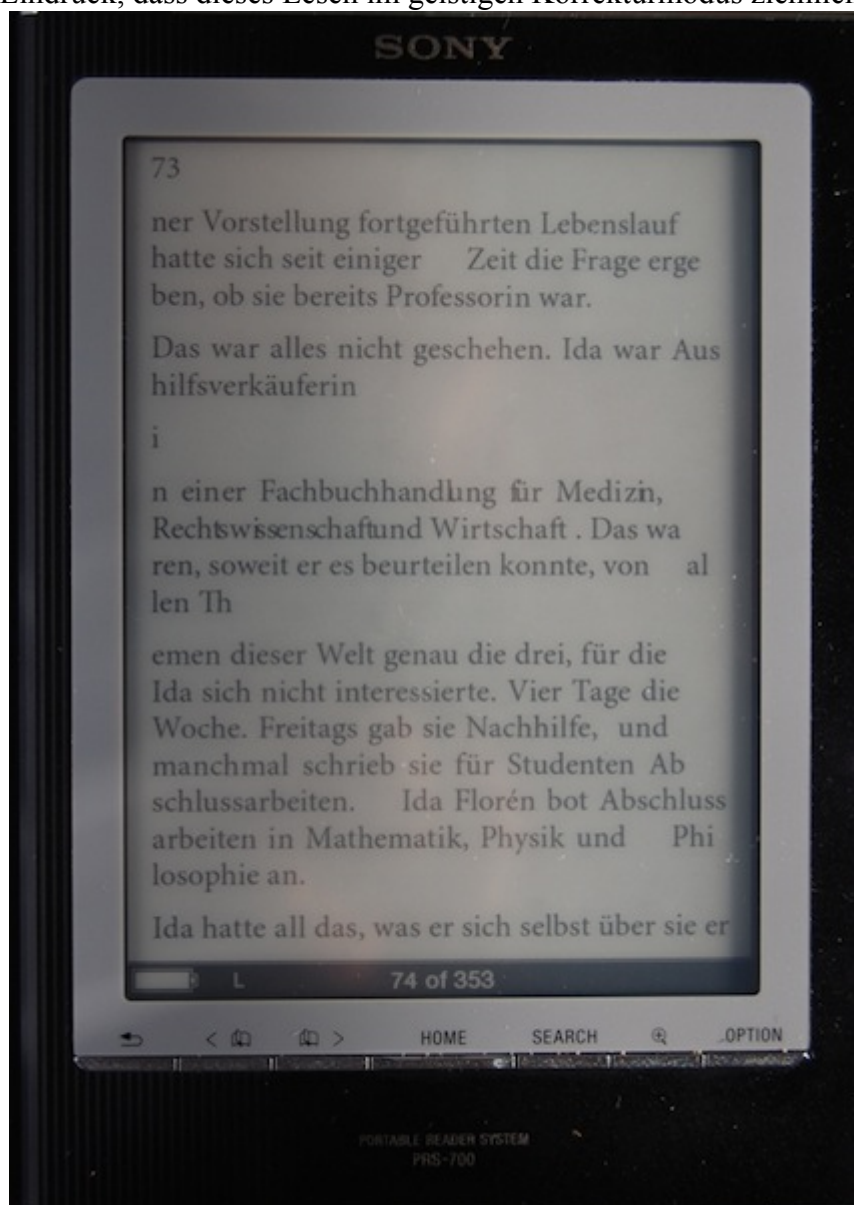 Eindruck, dass dieses Lesen im geistigen Korrekturmodus ziemlich
SONY
73
ner Vorstellung fortgeführten Lebenslauf
hatte sich seit einiger Zeit die Frage erge
ben, ob sie bereits Professorin war.
Das war alles nicht geschehen. Ida war Aus
hilfsverkäuferin
i
n einer Fachbuchhandlung für Medizin,
Rechtswissenschaftund Wirtschaft . Das wa
ren, soweit er es beurteilen konnte, von al
len Th
emen dieser Welt genau die drei, für die
Ida sich nicht interessierte. Vier Tage die
Woche. Freitags gab sie Nachhilfe, und
manchmal schrieb sie für Studenten Ab
schlussarbeiten. Ida Florén bot Abschluss
arbeiten in Mathematik, Physik und Phi
losophie an.
Ida hatte all das, was er sich selbst über sie er
L 74 of 353
< > HOME SEARCH OPTION
PORTABLE READER SYSTEM
PRS-700